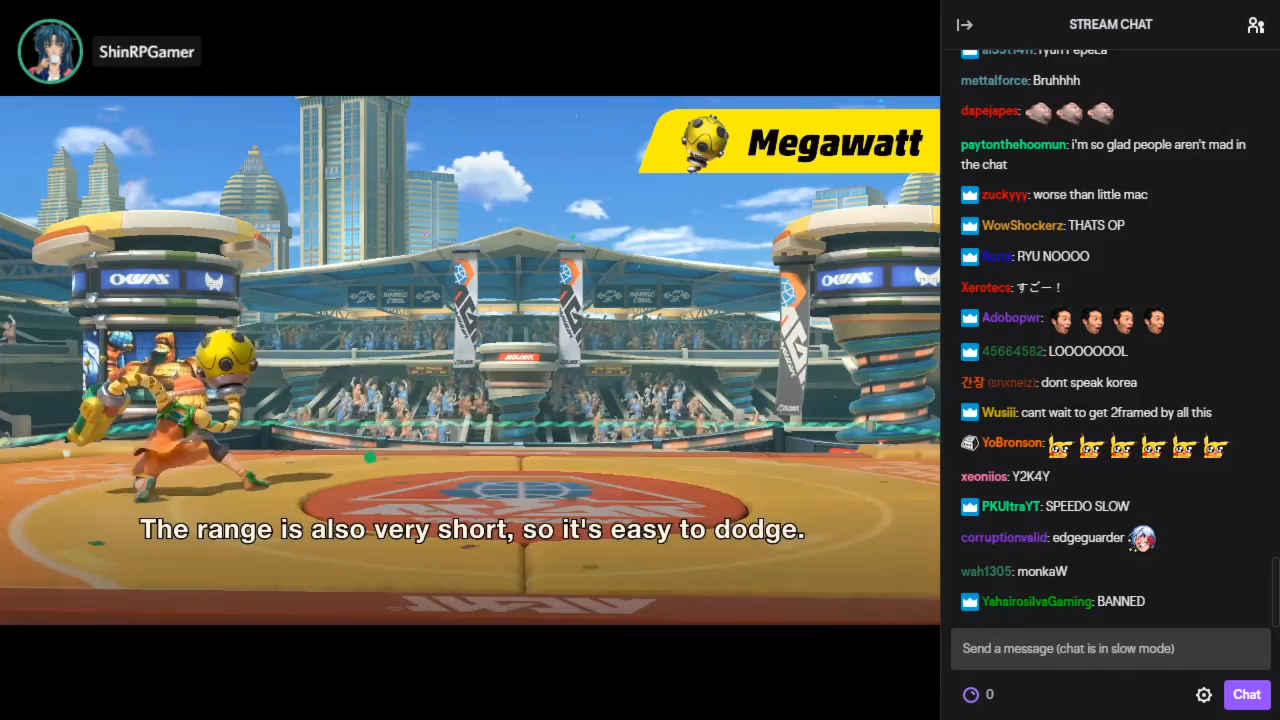 ShinRPGamer
Megawatt
The range is also very short, so it's easy to dodge.
STREAM CHAT
mettalforce: Bruhhhh
dapejapes:
paytonthehoomun: i'm so glad people aren't mad in
the chat
zuckyyy: worse than little mac
WowShockerz: THATS OP
RYU NOOOO
Xerotecs: すごー！
Adobopwr:
45664582: LOOOOOOOL
간장 (snxneiz): dont speak korea
Wusiii: cant wait to get 2framed by all this
YoBronson:
xeoniios: Y2K4Y
PKUltraYT: SPEEDO SLOW
corruptionvalid: edgeguarder
wah1305: monkaW
YahairosilvaGaming: BANNED
Send a message (chat is in slow mode)
0
Chat